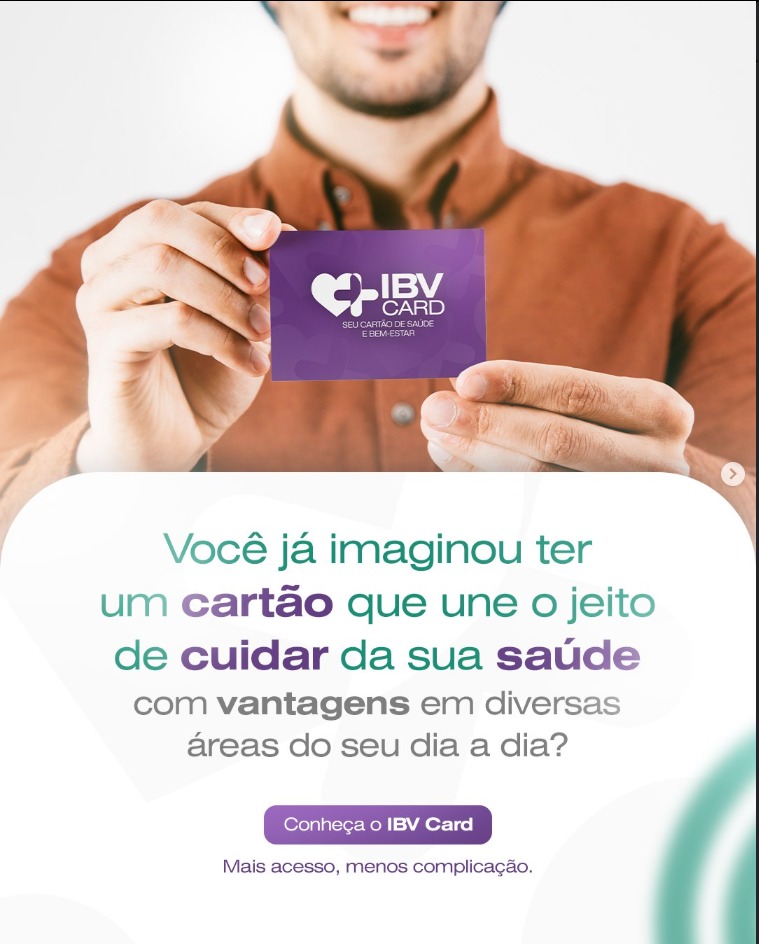 IBV
CARD
SEU CARTÃO DE SAÚDE
E BEM-ESTAR
Você já imaginou ter
um cartão que une o jeito
de cuidar da sua saúde
com vantagens em diversas
áreas do seu dia a dia?
Conheça o IBV Card
Mais acesso, menos complicação.